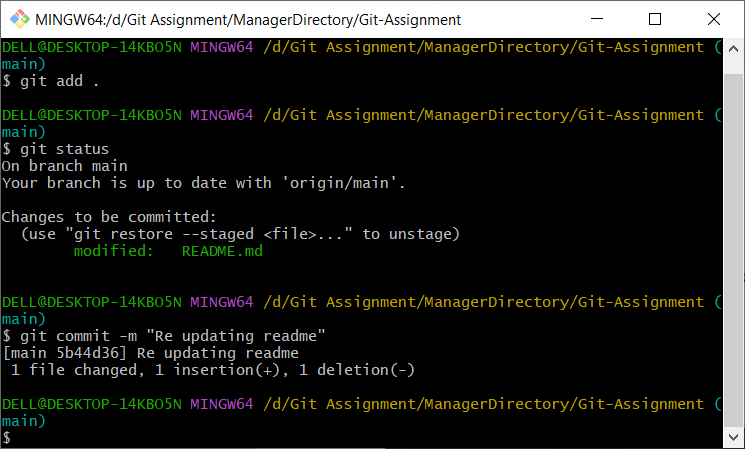 MINGW64:/d/Git Assignment/ManagerDirectory/Git-Assignment
DELL@DESKTOP-14KBO5N MINGW64 /d/Git Assignment/ManagerDirectory/Git-Assignment (
main)
$ git add .
DELL@DESKTOP-14KBO5N MINGW64 /d/Git Assignment/ManagerDirectory/Git-Assignment (
main)
$ git status
On branch main
Your branch is up to date with 'origin/main'.
Changes to be committed:
  (use "git restore --staged <file>..." to unstage)
        modified:   README.md
DELL@DESKTOP-14KBO5N MINGW64 /d/Git Assignment/ManagerDirectory/Git-Assignment (
main)
$ git commit -m "Re updating readme"
[main 5b44d36] Re updating readme
 1 file changed, 1 insertion(+), 1 deletion(-)
DELL@DESKTOP-14KBO5N MINGW64 /d/Git Assignment/ManagerDirectory/Git-Assignment (
main)
$